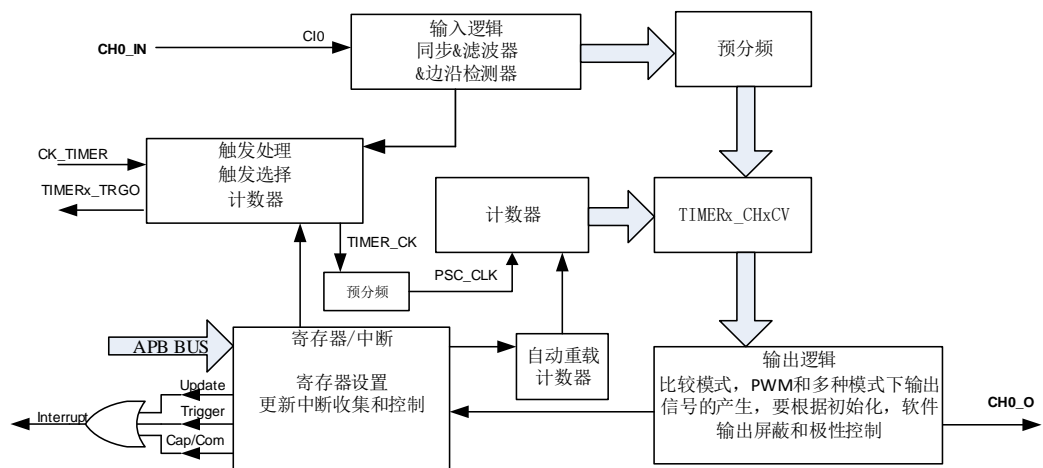 CH0_IN
CI0
输入逻辑
同步&滤波器
&边沿检测器
预分频
CK_TIMER
TIMERx_TRGO
触发处理
触发选择
计数器
计数器
TIMERx_CHxCV
TIMER_CK
预分频
PSC_CLK
APB BUS
寄存器/中断
寄存器设置
更新中断收集和控制
自动重载
计数器
输出逻辑
比较模式，PWM和多种模式下输出
信号的产生，要根据初始化，软件
输出屏蔽和极性控制
CH0_O
Update
Trigger
Cap/Com
Interrupt